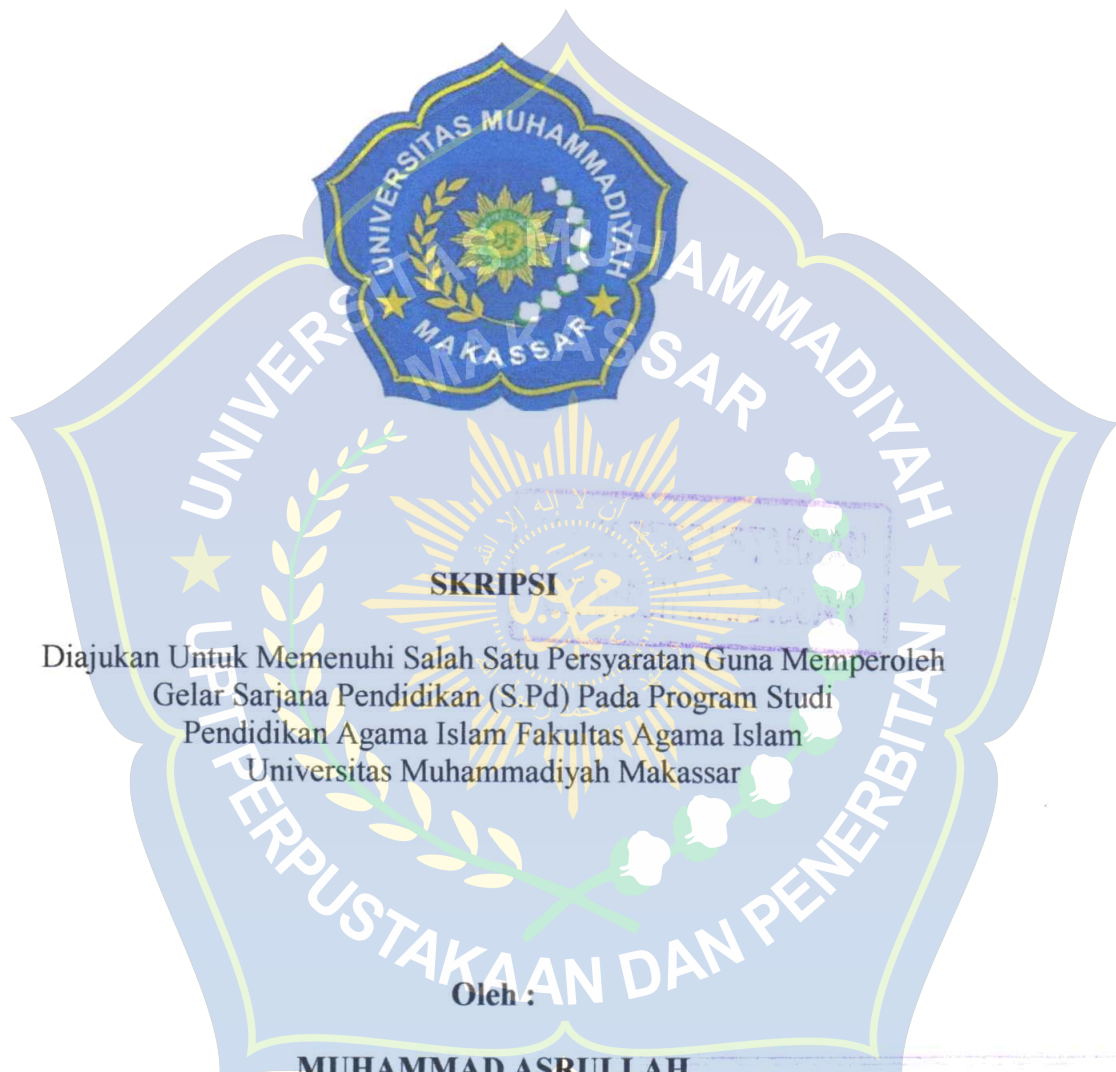 UNIVERSITAS MUHAMMADIYAH
MAKASSAR
UNIVERSITAS MUHAMMADIYAH
MAKASSAR
SKRIPSI
Diajukan Untuk Memenuhi Salah Satu Persyaratan Guna Memperoleh
Gelar Sarjana Pendidikan (S.Pd) Pada Program Studi
Pendidikan Agama Islam Fakultas Agama Islam
Universitas Muhammadiyah Makassar
UPT PERPUSTAKAAN DAN PENERBITAN
Oleh :
MUHAMMAD ASRULLAH